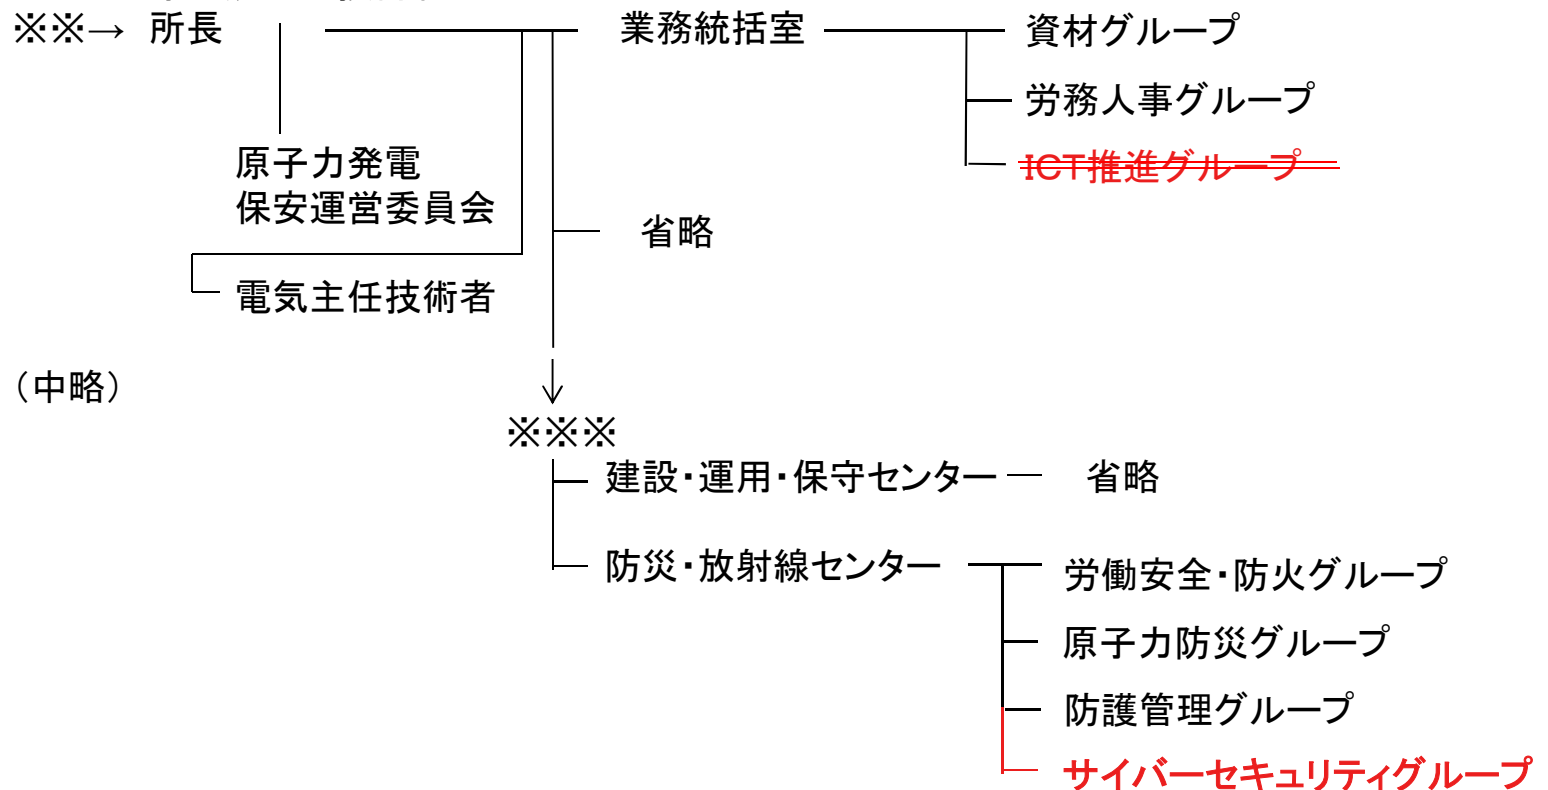 ※※→ 所長
業務統括室
資材グループ
労務人事グループ
ICT推進グループ
原子力発電
保安運営委員会
省略
電気主任技術者
（中略）
※※※
建設・運用・保守センター
省略
防災・放射線センター
労働安全・防火グループ
原子力防災グループ
防護管理グループ
サイバーセキュリティグループ